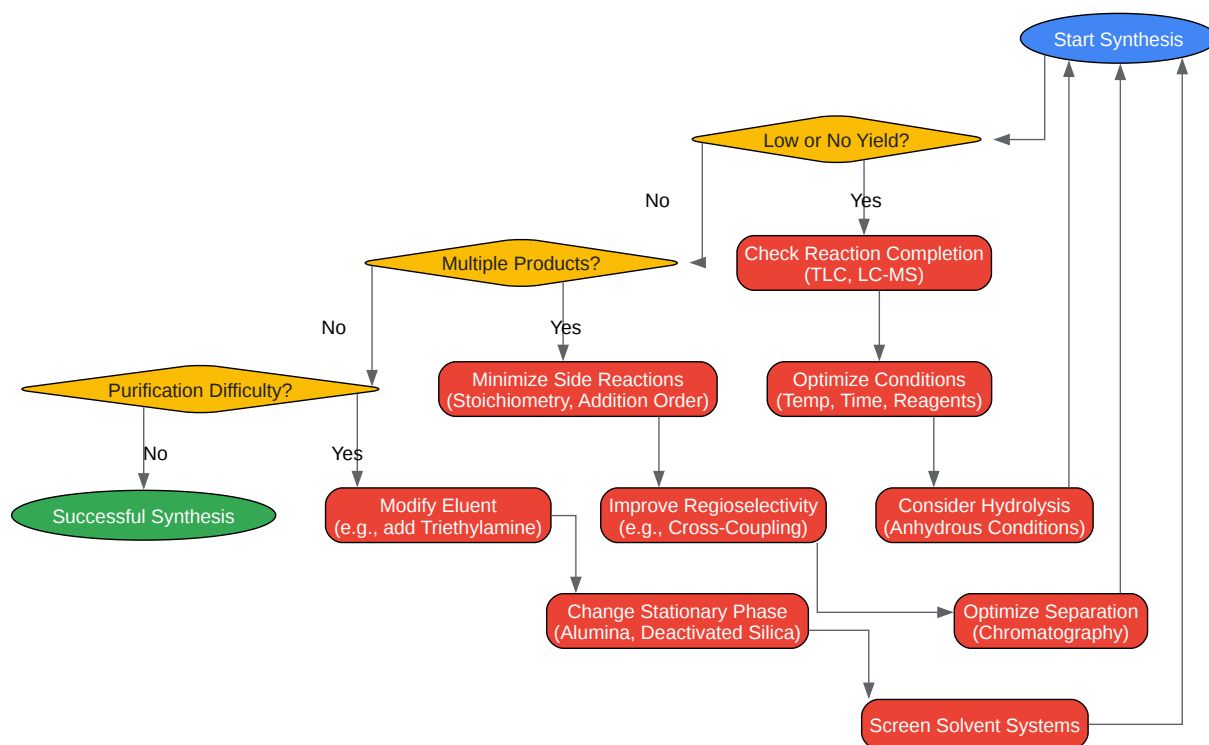 Start Synthesis
Low or No Yield?
No
Yes
Check Reaction Completion
(TLC, LC-MS)
Multiple Products?
No
Yes
Minimize Side Reactions
(Stoichiometry, Addition Order)
Optimize Conditions
(Temp, Time, Reagents)
Purification Difficulty?
No
Yes
Successful Synthesis
Modify Eluent
(e.g., add Triethylamine)
Improve Regioselectivity
(e.g., Cross-Coupling)
Consider Hydrolysis
(Anhydrous Conditions)
Change Stationary Phase
(Alumina, Deactivated Silica)
Optimize Separation
(Chromatography)
Screen Solvent Systems